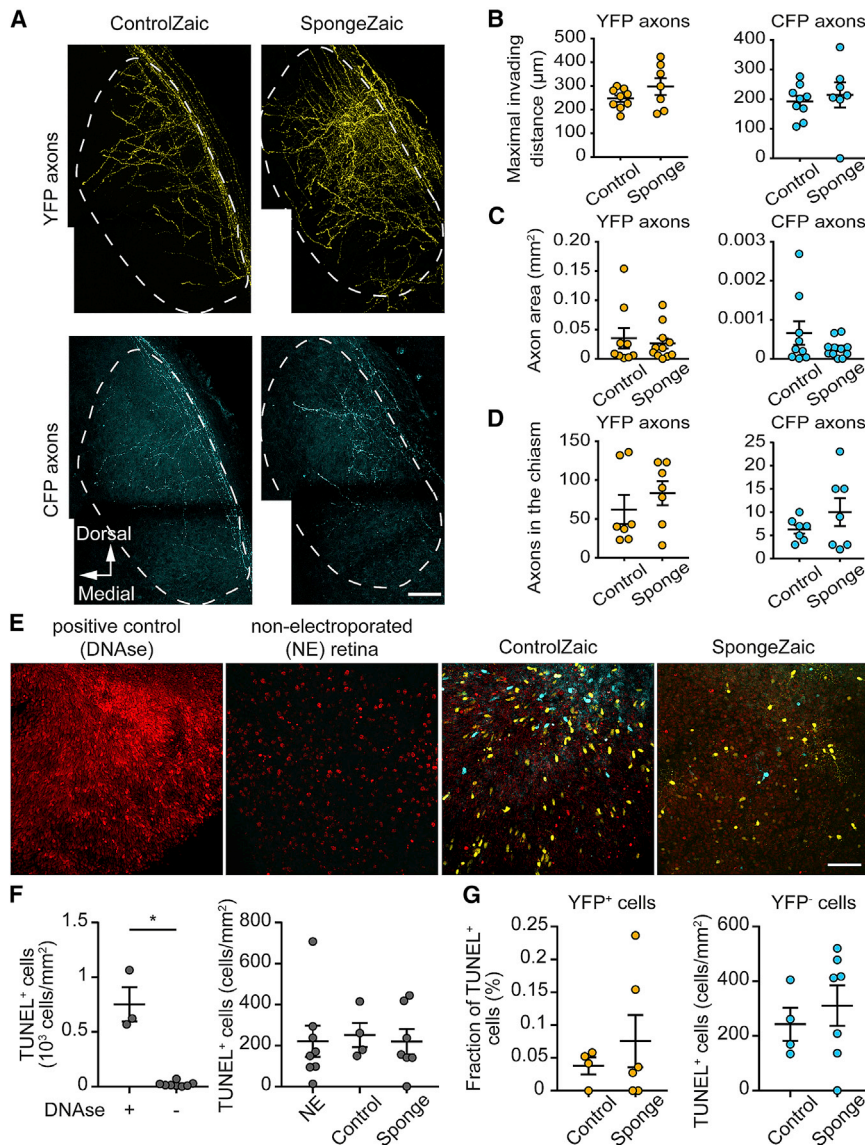 A
ControlZaic
SpongeZaic
YFP axons
CFP axons
Dorsal
Medial
B
YFP axons
CFP axons
Maximal invading
distance (µm)
500
400
300
200
100
0
Control
Sponge
400
300
200
100
0
Control
Sponge
C
YFP axons
CFP axons
Axon area (mm²)
0.20
0.15
0.10
0.05
0
Control
Sponge
0.003
0.002
0.001
0
Control
Sponge
D
YFP axons
CFP axons
Axons in the chiasm
150
100
50
0
Control
Sponge
25
20
15
10
5
0
Control
Sponge
E
positive control
(DNAse)
non-electroporated
(NE) retina
ControlZaic
SpongeZaic
F
TUNEL⁺ cells
(10³ cells/mm²)
1.5
1
0.5
0
*
DNAse
+
-
TUNEL⁺ cells (cells/mm²)
800
600
400
200
0
NE
Control
Sponge
G
YFP⁺ cells
YFP⁻ cells
Fraction of TUNEL⁺
cells (%)
0.25
0.2
0.15
0.10
0.05
0
Control
Sponge
TUNEL⁺ cells (cells/mm²)
600
400
200
0
Control
Sponge